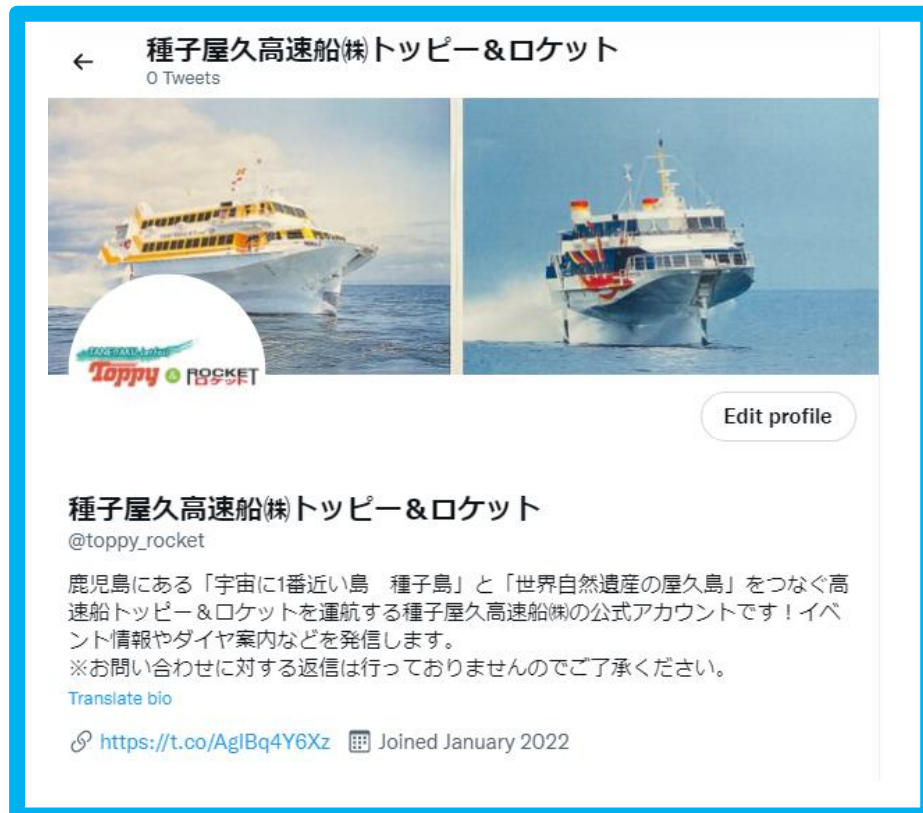 種子屋久高速船㈱トッピー＆ロケット
0 Tweets
Toppy & ROCKET
ロケット
Edit profile
種子屋久高速船㈱トッピー＆ロケット
@toppy_rocket
鹿児島にある「宇宙に1番近い島　種子島」と「世界自然遺産の屋久島」をつなぐ高
速船トッピー＆ロケットを運航する種子屋久高速船㈱の公式アカウントです！イベ
ント情報やダイヤ案内などを発信します。
※お問い合わせに対する返信は行っておりませんのでご了承ください。
Translate bio
https://t.co/AglBq4Y6Xz Joined January 2022